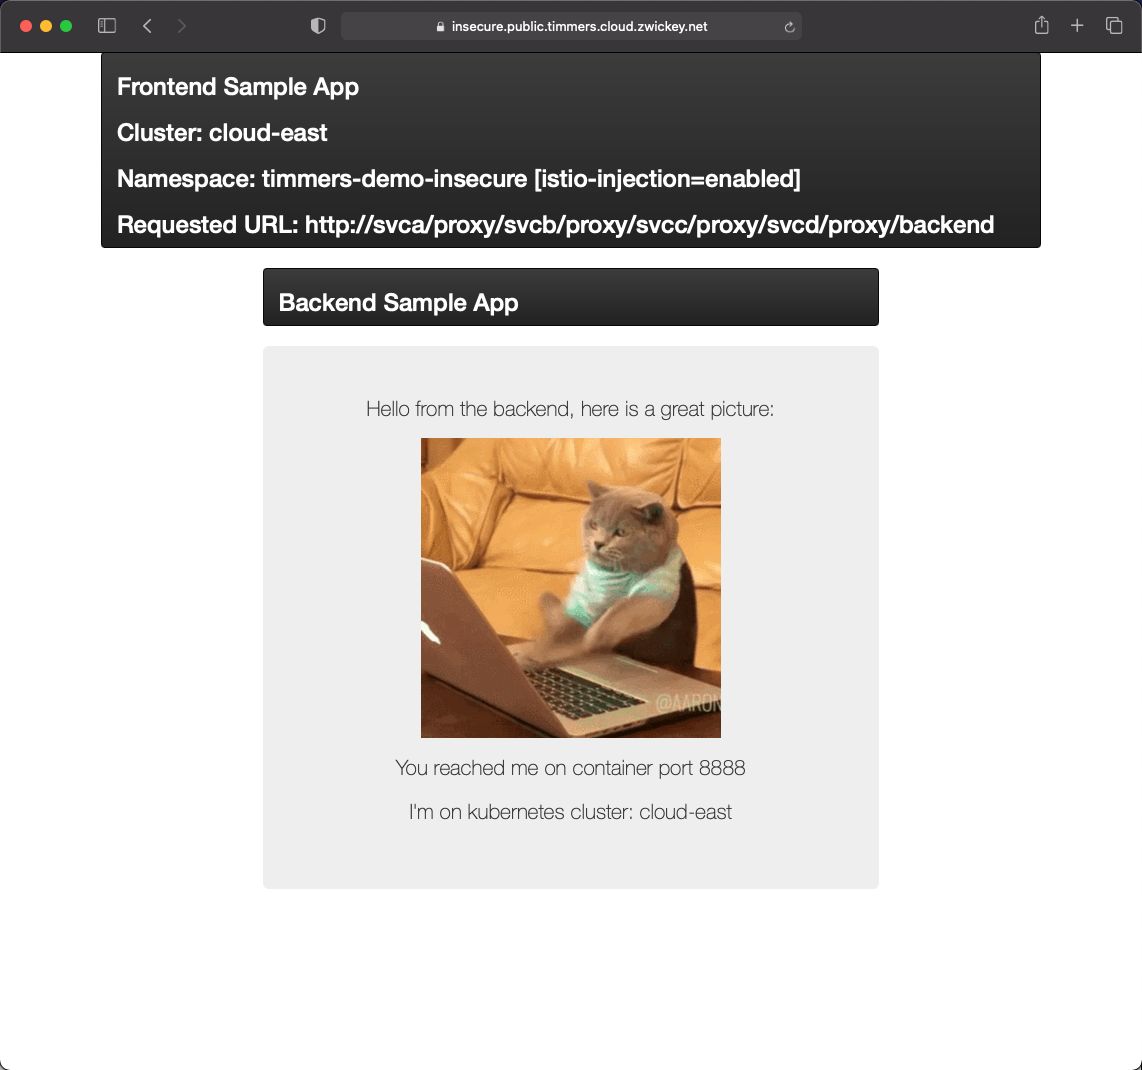 insecure.public.timmers.cloud.zwickey.net
Frontend Sample App
Cluster: cloud-east
Namespace: timmers-demo-insecure [istio-injection=enabled]
Requested URL: http://svca/proxy/svcb/proxy/svcc/proxy/svcd/proxy/backend
Backend Sample App
Hello from the backend, here is a great picture:
@AARON
You reached me on container port 8888
I'm on kubernetes cluster: cloud-east